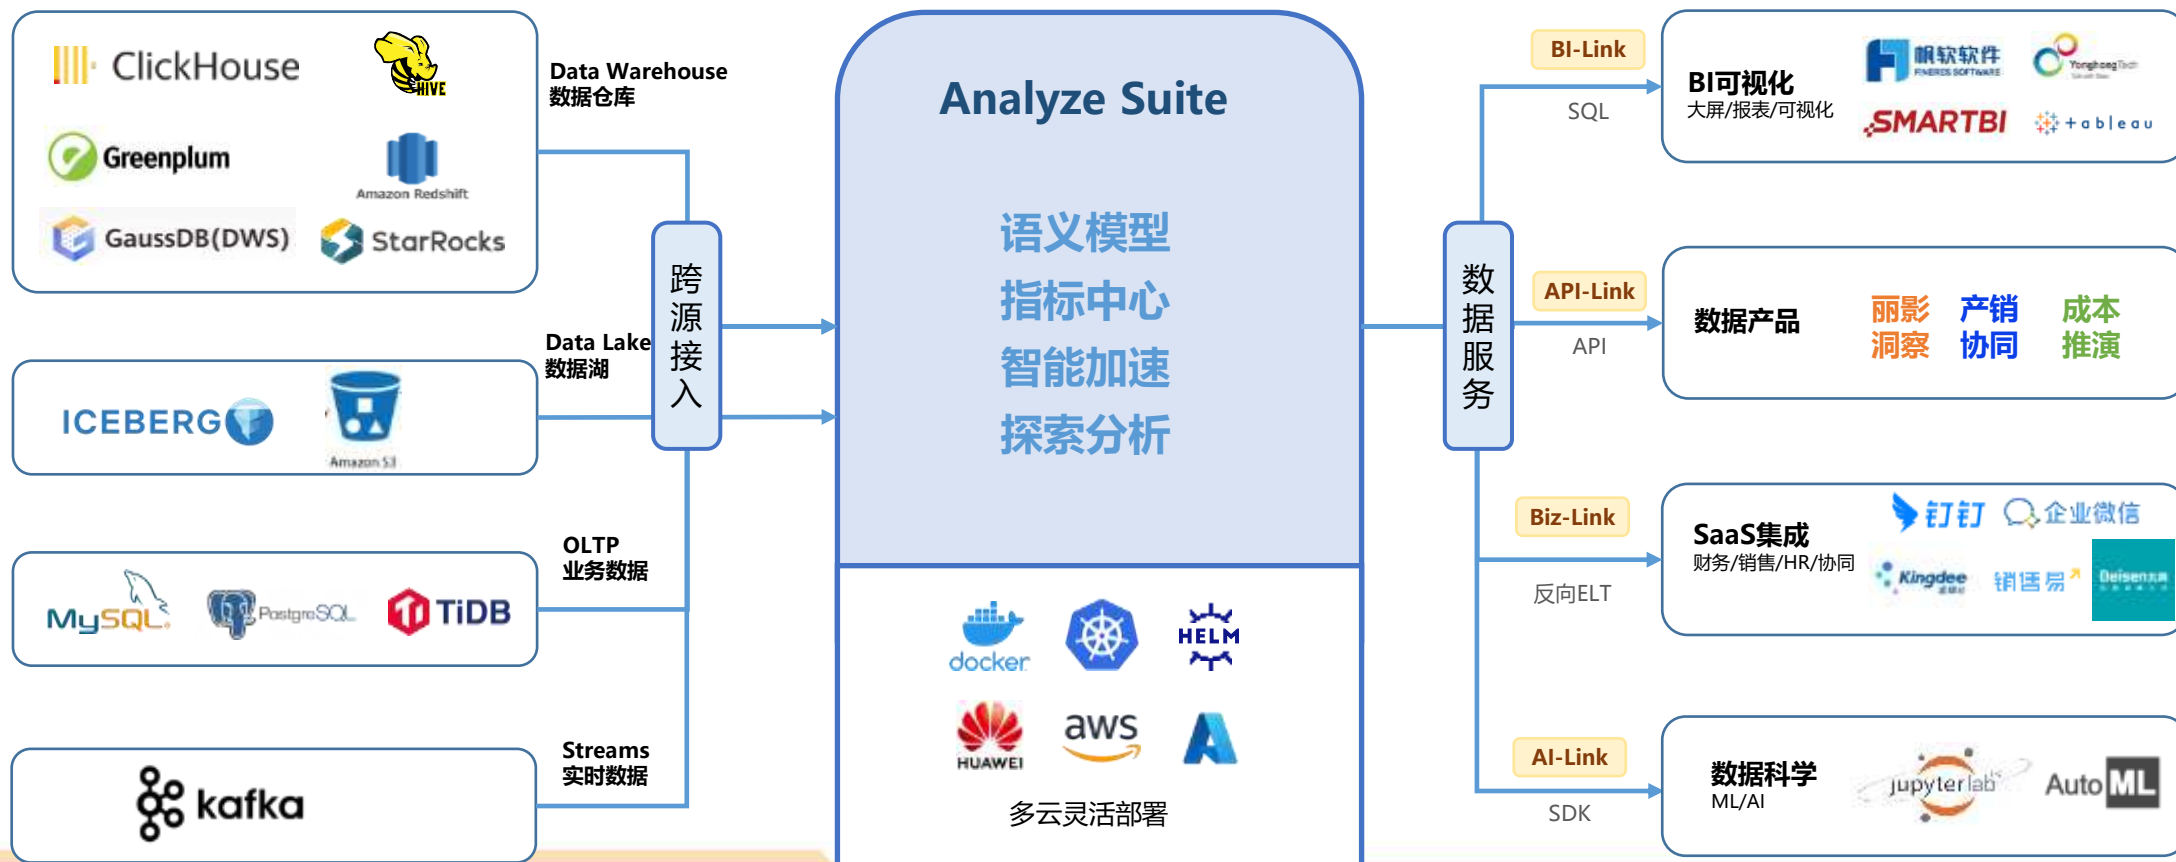 ClickHouse
HIVE
Greenplum
Amazon Redshift
GaussDB(DWS)
StarRocks
Data Warehouse
数据仓库
ICEBERG
Amazon S3
Data Lake
数据湖
MySQL
PostgreSQL
TiDB
OLTP
业务数据
kafka
Streams
实时数据
跨源接入
Analyze Suite
语义模型
指标中心
智能加速
探索分析
docker
HELM
HUAWEI
aws
多云灵活部署
数据服务
BI-Link
SQL
BI可视化
大屏/报表/可视化
帆软软件
FINERES SOFTWARE
YonghongTech
SMARTBI
+ableau
API-Link
API
数据产品
丽影
洞察
产销
协同
成本
推演
Biz-Link
反向ELT
SaaS集成
财务/销售/HR/协同
钉钉
企业微信
Kingdee
销售易
Beisen
AI-Link
SDK
数据科学
ML/AI
jupyterlab
Auto ML